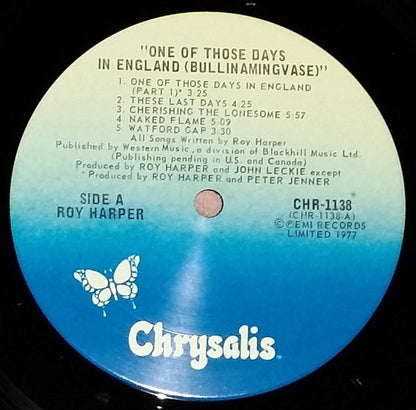 "ONE OF THOSE DAYS
IN ENGLAND (BULLINAMINGVASE)"
1. ONE OF THOSE DAYS IN ENGLAND
(PART 1)* 3:25
2. THESE LAST DAYS 4:25
3. CHERISHING THE LONESOME 5:57
4. NAKED FLAME 5:09
5. WATFORD GAP 3:30
All Songs Written by Roy Harper
Published by Western Music, a division of Blackhill Music Ltd.
(Publishing pending in U.S. and Canada)
Produced by ROY HARPER and JOHN LECKIE except
* Produced by ROY HARPER and PETER JENNER
SIDE A
ROY HARPER
CHR-1138
(CHR-1138-A)
©℗EMI RECORDS
LIMITED 1977
Chrysalis™